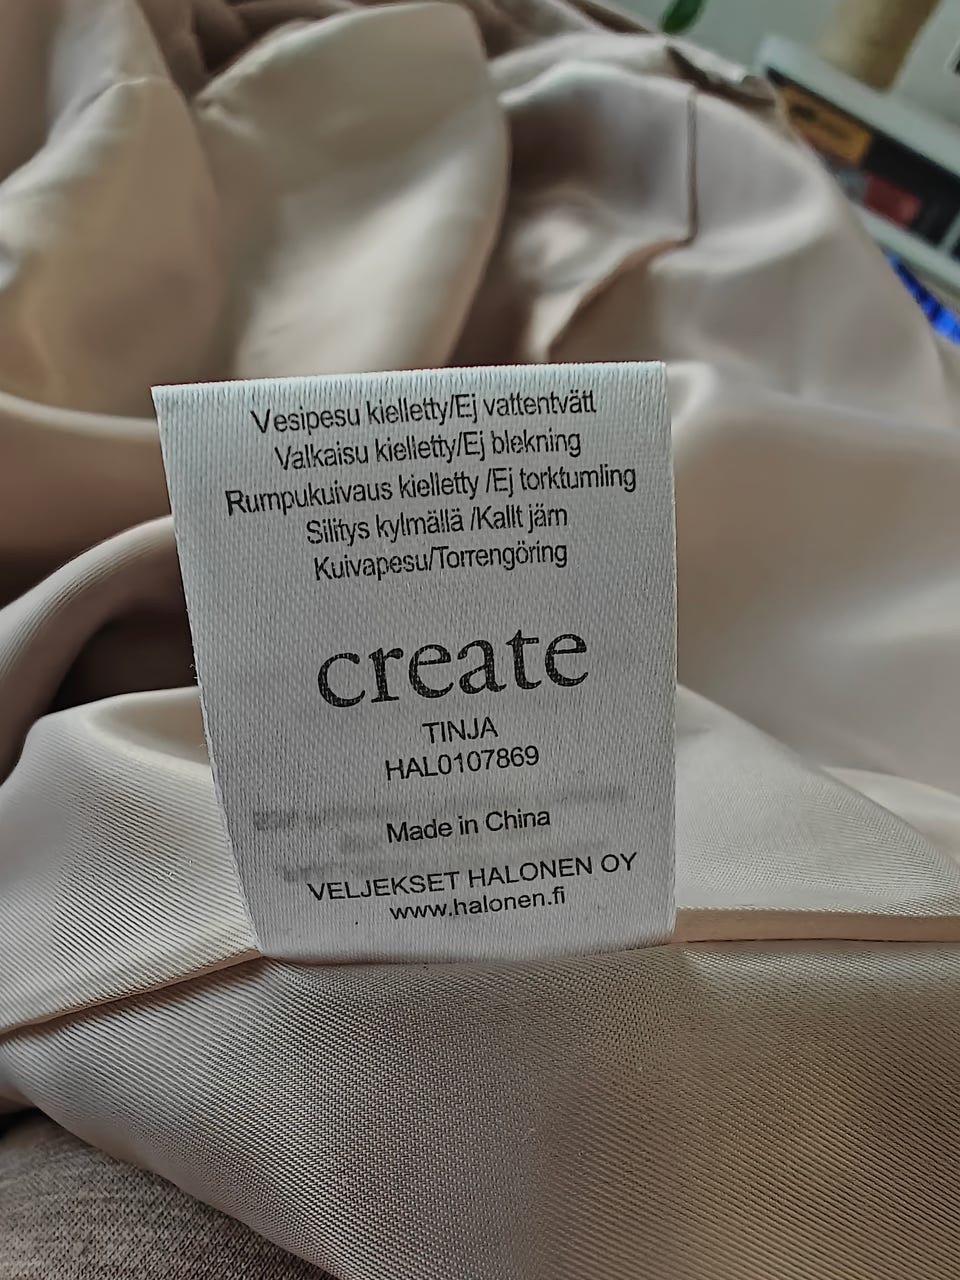 Vesipesu kielletty/Ej vattentvätt
Valkaisu kielletty/Ej blekning
Rumpukuivaus kielletty /Ej torktumling
Silitys kylmällä /Kallt järn
Kuivapesu/Torrengöring
create
TINJA
HAL0107869
Made in China
VELJEKSET HALONEN OY
www.halonen.fi